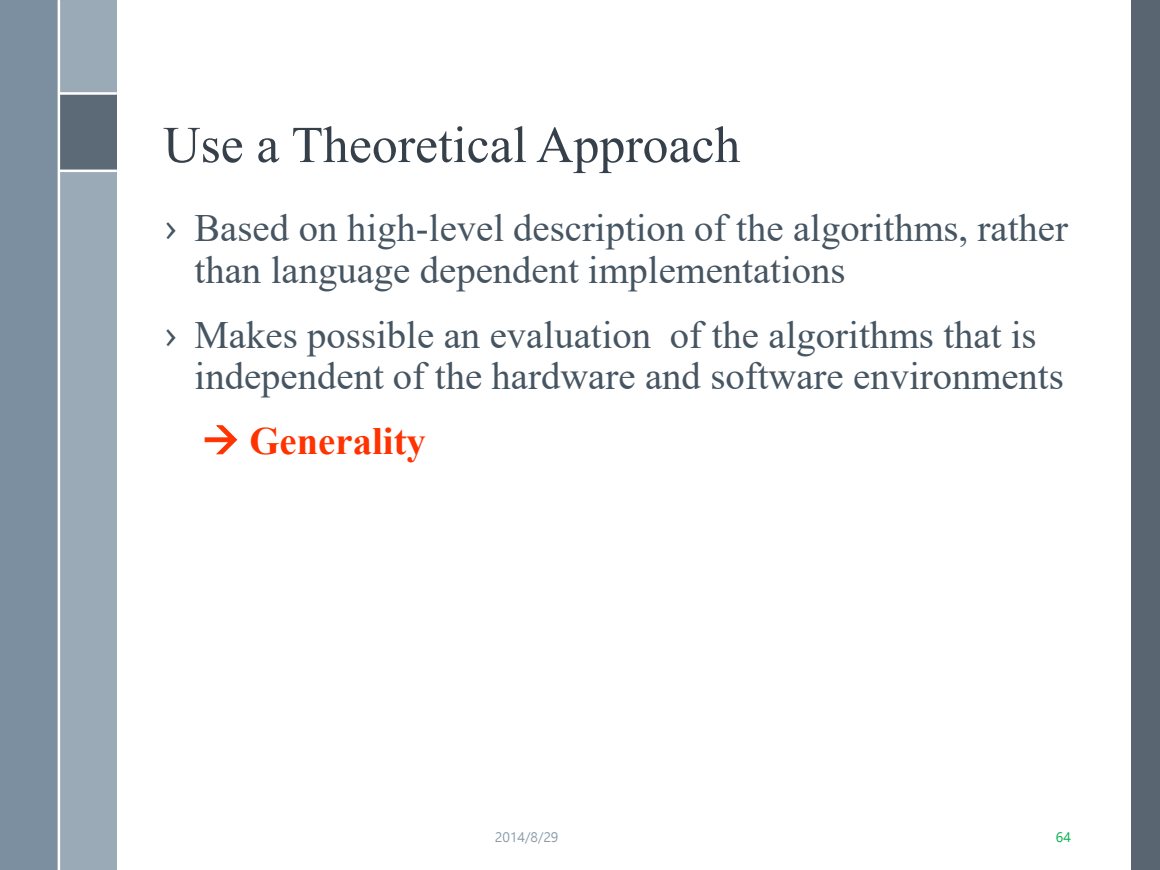 Use a Theoretical Approach
› Based on high-level description of the algorithms, rather
than language dependent implementations
› Makes possible an evaluation  of the algorithms that is
independent of the hardware and software environments
→ Generality
2014/8/29
64